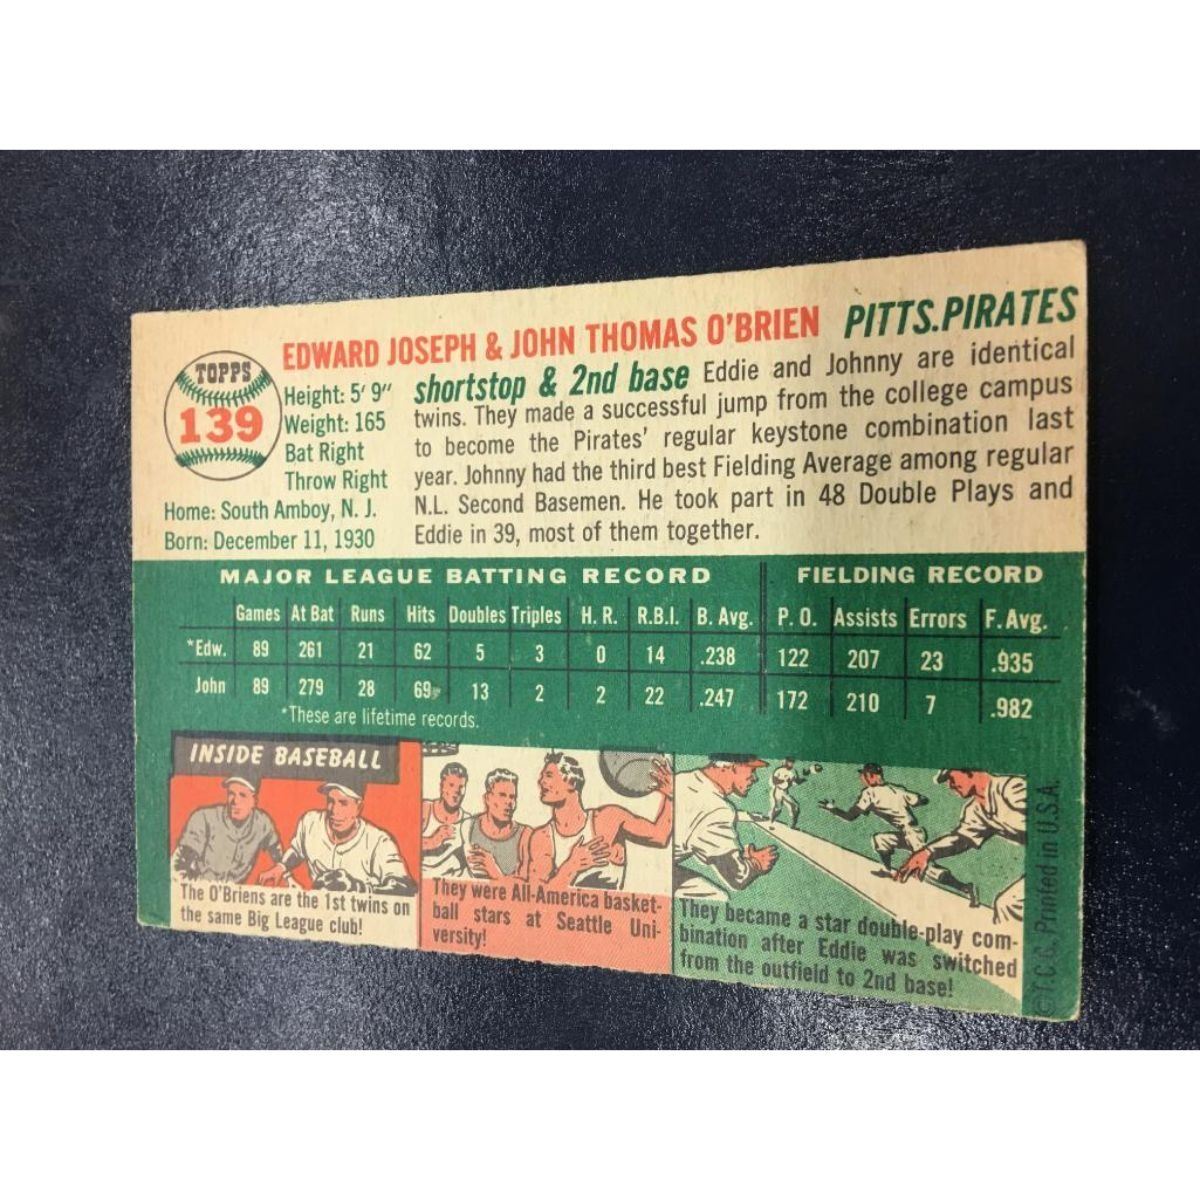 EDWARD JOSEPH & JOHN THOMAS O'BRIEN PITTS.PIRATES
TOPPS
139
Height: 5' 9"
Weight: 165
Bat Right
Throw Right
Home: South Amboy, N. J.
Born: December 11, 1930
shortstop & 2nd base Eddie and Johnny are identical
twins. They made a successful jump from the college campus
to become the Pirates' regular keystone combination last
year. Johnny had the third best Fielding Average among regular
N.L. Second Basemen. He took part in 48 Double Plays and
Eddie in 39, most of them together.
MAJOR LEAGUE BATTING RECORD FIELDING RECORD
Games At Bat Runs Hits Doubles Triples H. R. R.B.I. B. Avg. P. O. Assists Errors F. Avg.
*Edw. 89 261 21 62 5 3 0 14 .238 122 207 23 .935
John 89 279 28 69 13 2 2 22 .247 172 210 7 .982
*These are lifetime records.
INSIDE BASEBALL
The O'Briens are the 1st twins on
the same Big League club!
They were All-America basket-
ball stars at Seattle Uni-
versity!
They became a star double-play com-
bination after Eddie was switched
from the outfield to 2nd base!
©T.C.G. Printed in U.S.A.